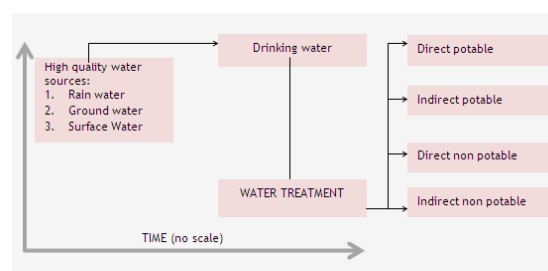 High quality water
sources:
1. Rain water
2. Ground water
3. Surface Water
Drinking water
WATER TREATMENT
Direct potable
Indirect potable
Direct non potable
Indirect non potable
TIME (no scale)